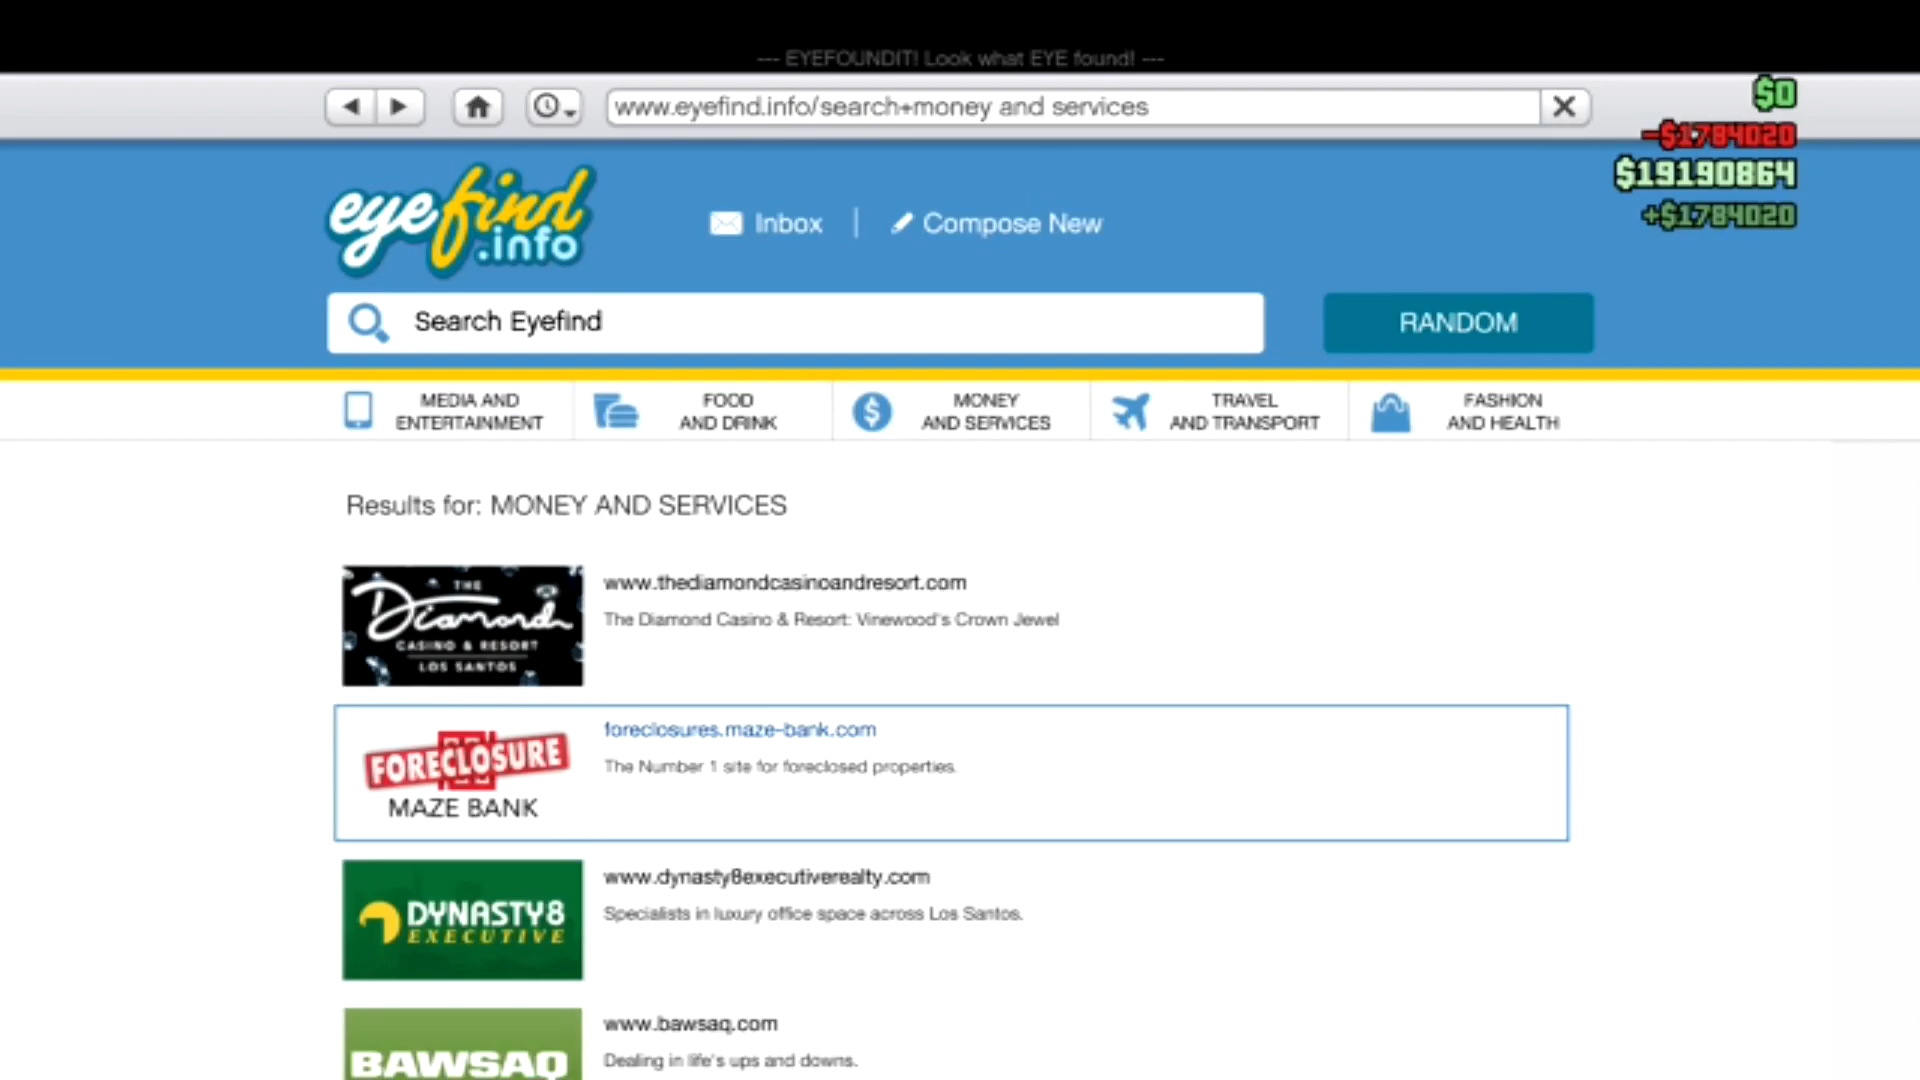 --- EYEFOUNDIT! Look what EYE found! ---
www.eyefind.info/search+money and services
$0
-$1784020
$19190864
+$1784020
eyefind
.info
Inbox
Compose New
Search Eyefind
RANDOM
MEDIA AND
ENTERTAINMENT
FOOD
AND DRINK
MONEY
AND SERVICES
TRAVEL
AND TRANSPORT
FASHION
AND HEALTH
Results for: MONEY AND SERVICES
THE
Diamond
CASINO & RESORT
LOS SANTOS
www.thediamondcasinoandresort.com
The Diamond Casino & Resort: Vinewood's Crown Jewel
FORECLOSURE
MAZE BANK
foreclosures.maze-bank.com
The Number 1 site for foreclosed properties.
DYNASTY8
EXECUTIVE
www.dynasty8executiverealty.com
Specialists in luxury office space across Los Santos.
BAWSAQ
www.bawsaq.com
Dealing in life's ups and downs.